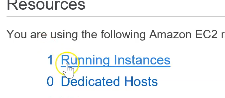 Resources
You are using the following Amazon EC2 r
1 Running Instances
0 Dedicated Hosts